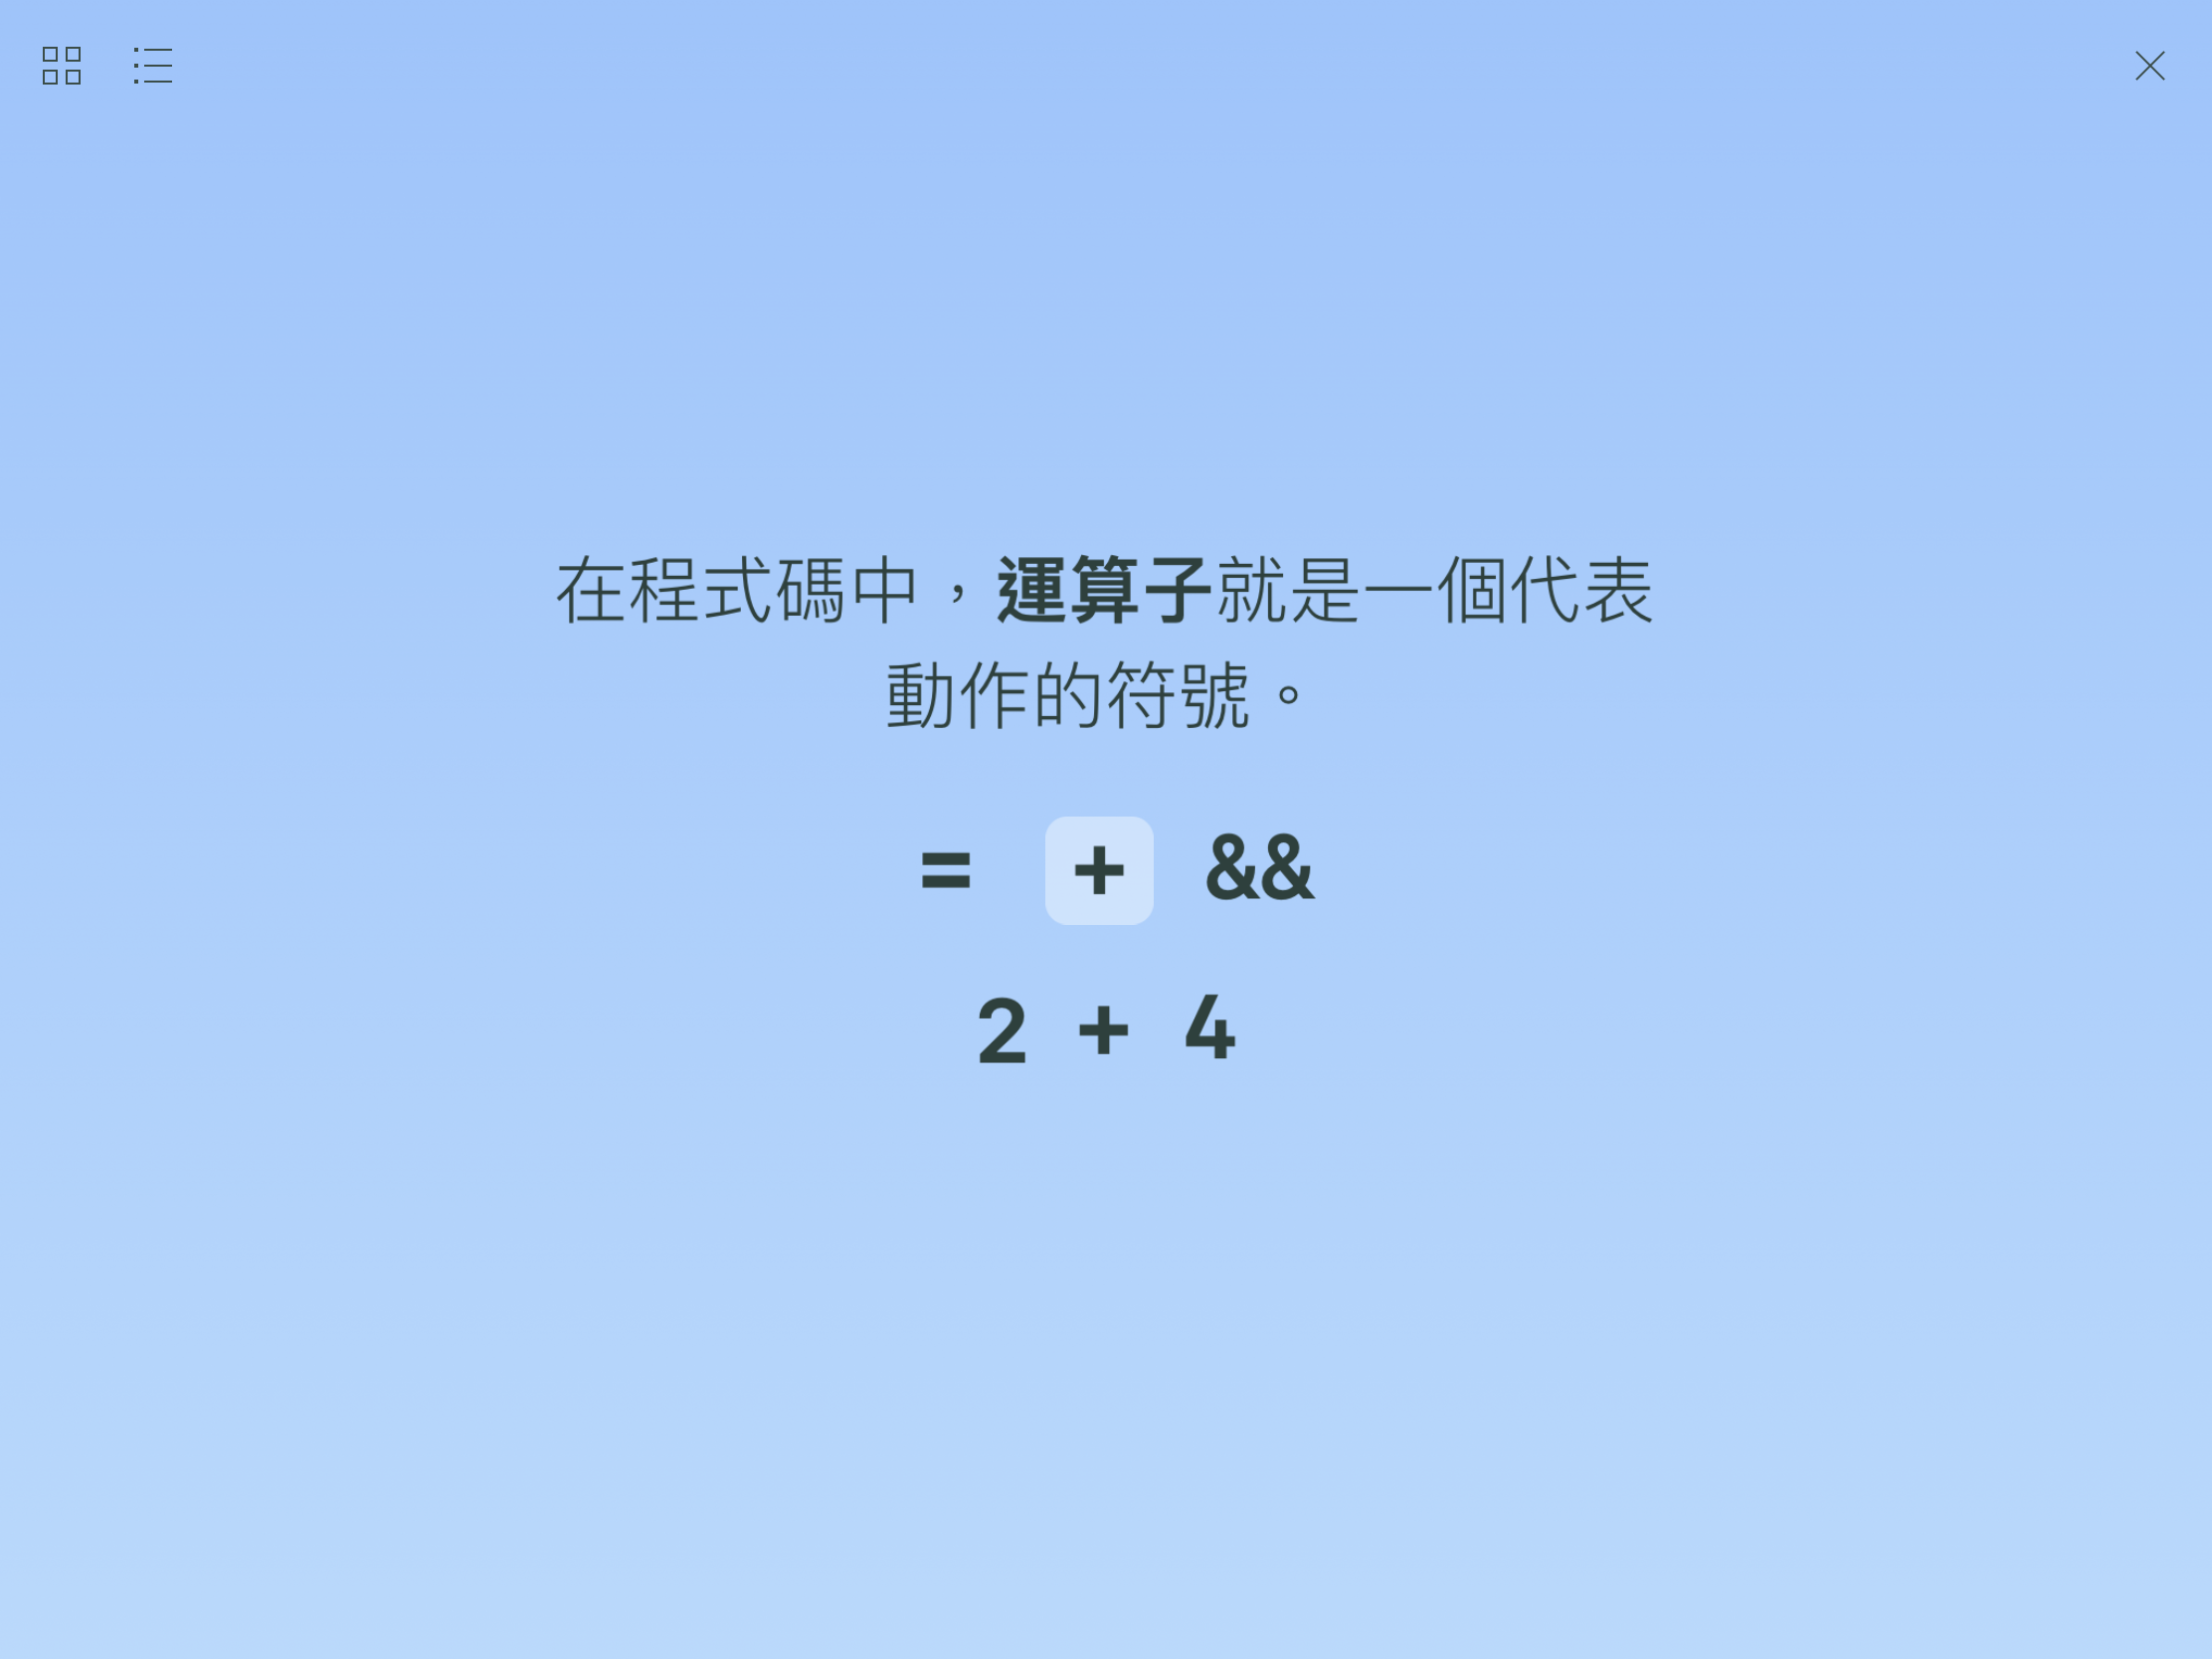 在程式碼中，運算子就是一個代表
動作的符號。
= + &&
2 + 4